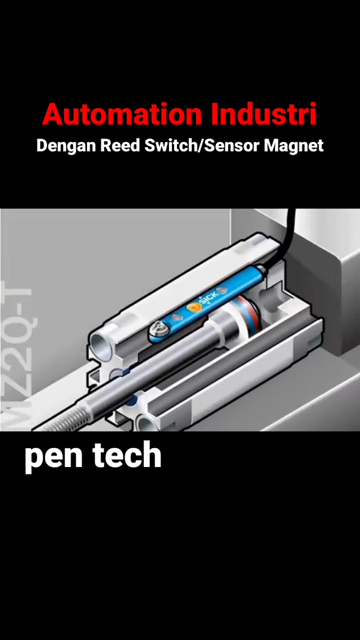 Automation Industri
Dengan Reed Switch/Sensor Magnet
MZ2Q-T
SICK
pen tech